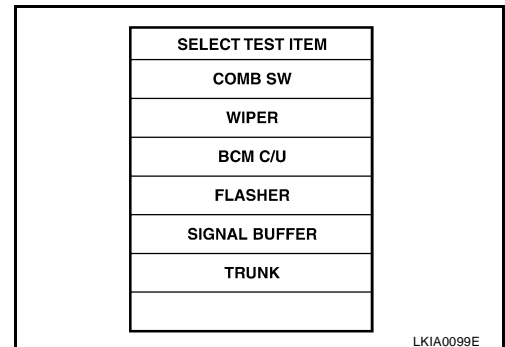 SELECT TEST ITEM
COMB SW
WIPER
BCM C/U
FLASHER
SIGNAL BUFFER
TRUNK
LKIA0099E